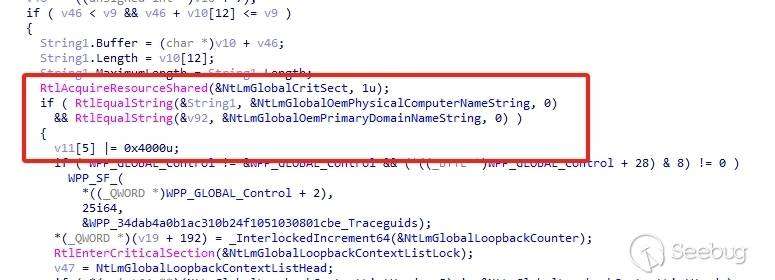 if ( v46 < v9 && v46 + v10[12] <= v9 )
{
String1.Buffer = (char *)v10 + v46;
String1.Length = v10[12];
String1.MaximumLength = String1.Length;
RtlAcquireResourceShared(&NtLmGlobalCritSect, 1u);
if ( RtlEqualString(&String1, &NtLmGlobalOemPhysicalComputerNameString, 0)
&& RtlEqualString(&v92, &NtLmGlobalOemPrimaryDomainNameString, 0) )
{
v11[5] |= 0x4000u;
if ( WPP_GLOBAL_Control != &WPP_GLOBAL_Control && (*((_BYTE *)WPP_GLOBAL_Control + 28) & 8) != 0 )
WPP_SF_(
*((_QWORD *)WPP_GLOBAL_Control + 2),
25i64,
&WPP_34dab4a0b1ac310b24f1051030801cbe_Traceguids);
*(_QWORD *)(v19 + 192) = _InterlockedIncrement64(&NtLmGlobalLoopbackCounter);
RtlEnterCriticalSection(&NtLmGlobalLoopbackContextListLock);
v47 = NtLmGlobalLoopbackContextListHead;
Seebug